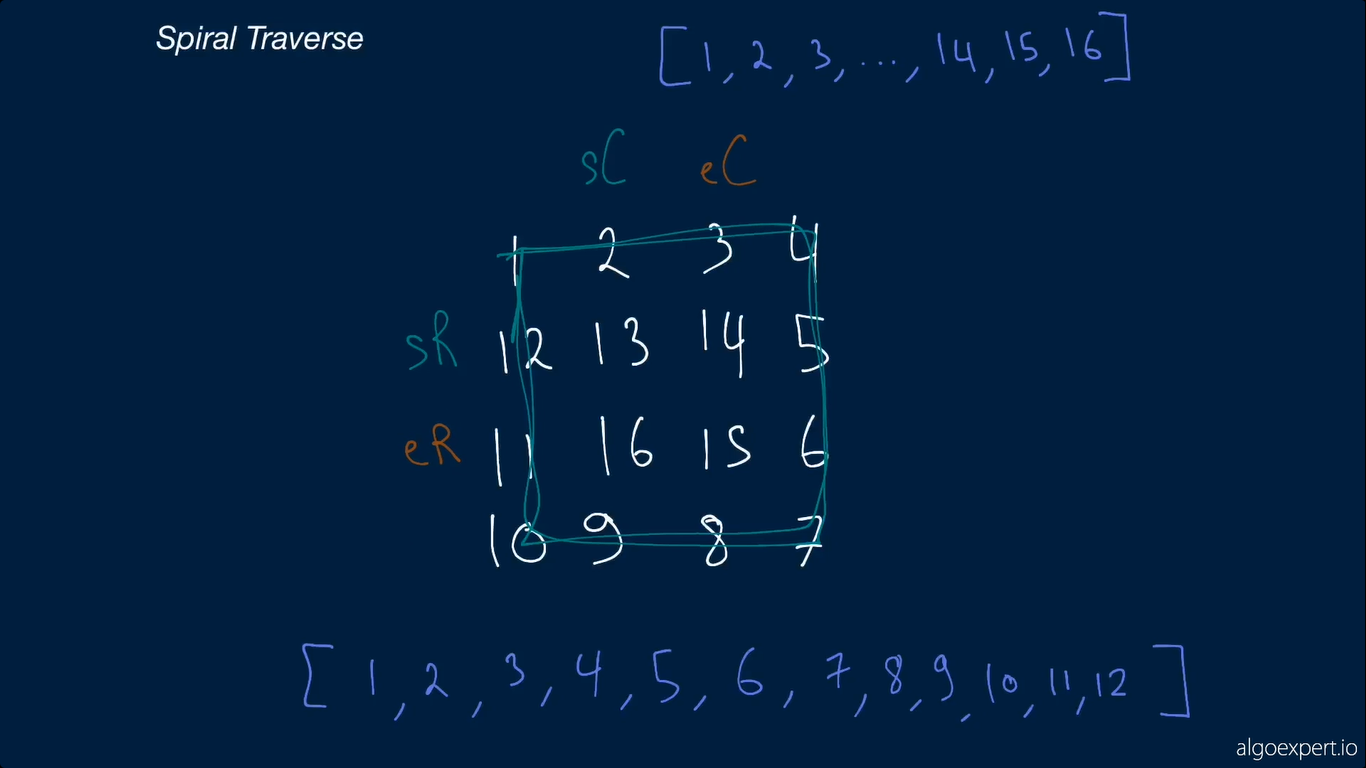 Spiral Traverse
[1, 2, 3, ..., 14, 15, 16]
sC eC
1 2 3 4
sR 12 13 14 5
eR 11 16 15 6
10 9 8 7
[1, 2, 3, 4, 5, 6, 7, 8, 9, 10, 11, 12]
algoexpert.io